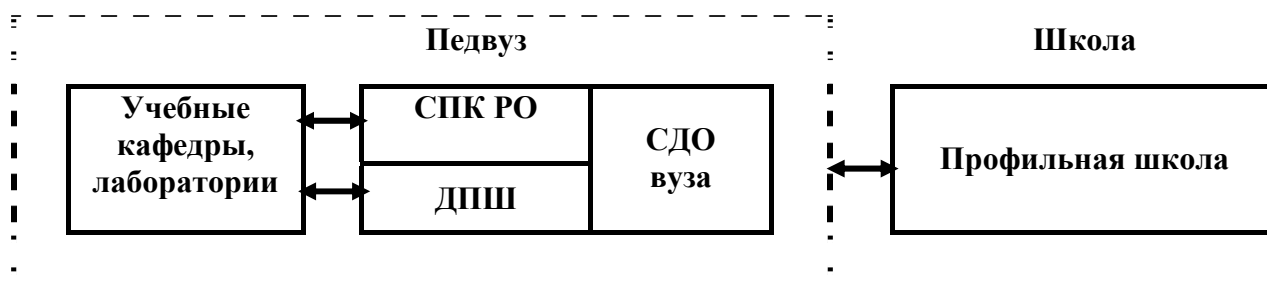 Педвуз
Школа
Учебные
кафедры,
лаборатории
СПК РО
ДПШ
СДО
вуза
Профильная школа